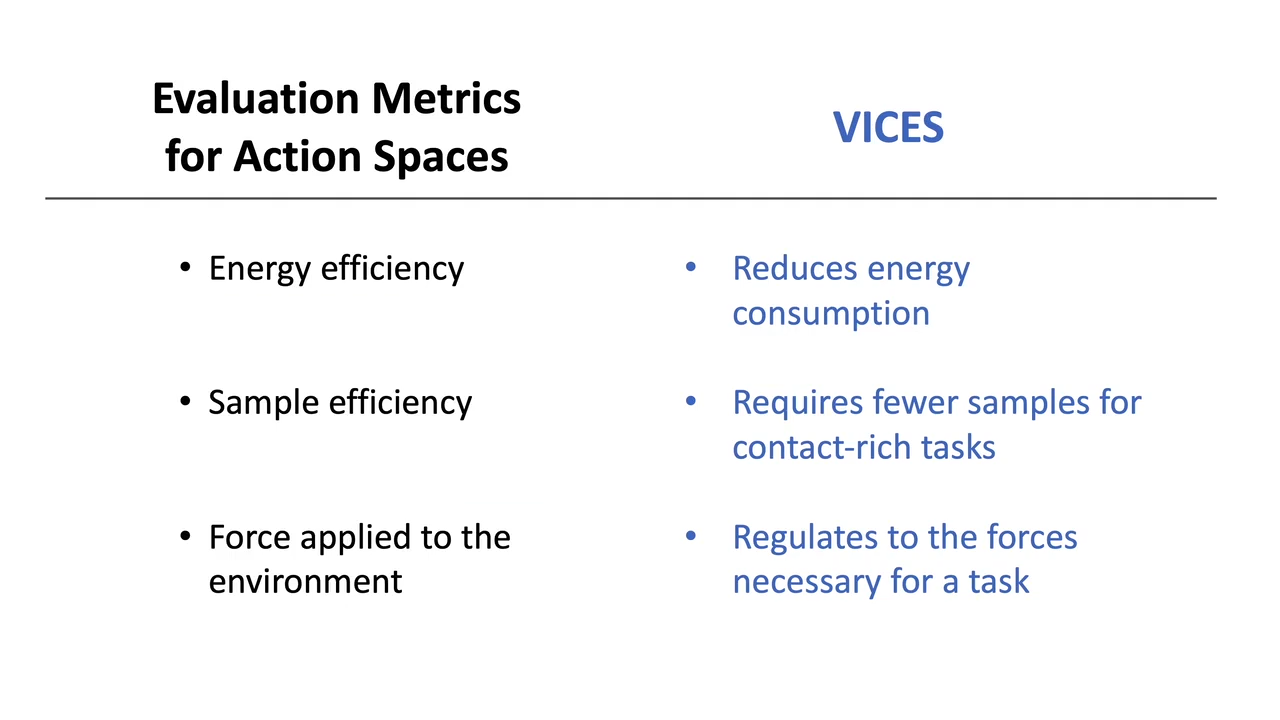 Evaluation Metrics
for Action Spaces
VICES
• Energy efficiency
• Reduces energy
consumption
• Sample efficiency
• Requires fewer samples for
contact-rich tasks
• Force applied to the
environment
• Regulates to the forces
necessary for a task